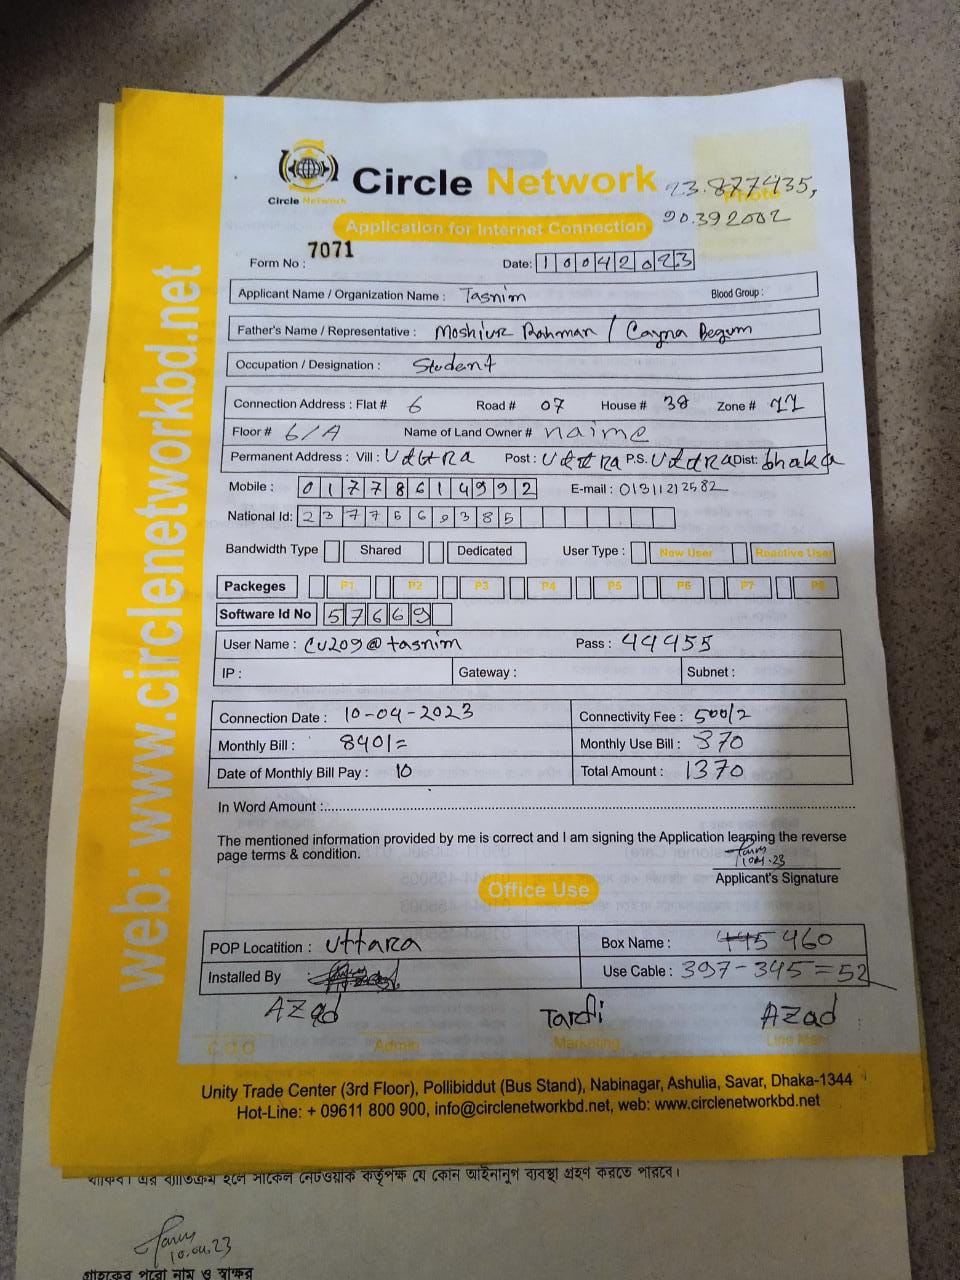 Circle Network
Circle Network
23.877435,
Photo
90.392002
Application for Internet Connection
7071
Form No :
Date: 10042023
Applicant Name / Organization Name : Tasnim Blood Group :
Father's Name / Representative : Moshiur Rahman / Cayna Begum
Occupation / Designation : Student
Connection Address : Flat # 6 Road # 07 House # 38 Zone # 11
Floor # 6/A Name of Land Owner # naime
Permanent Address : Vill : Uttra Post : Uttra P.S. Uttra Dist: Dhaka
Mobile : 01778614992 E-mail : 01311212582
National Id: 2377569385
Bandwidth Type Shared Dedicated User Type : New User Reactive User
Packeges P1 P2 P3 P4 P5 P6 P7 P8
Software Id No 57669
User Name : Cu209@tasnim Pass : 44455
IP : Gateway : Subnet :
Connection Date : 10-04-2023 Connectivity Fee : 500/2
Monthly Bill : 840/= Monthly Use Bill : 370
Date of Monthly Bill Pay : 10 Total Amount : 1370
In Word Amount :
The mentioned information provided by me is correct and I am signing the Application learning the reverse
page terms & condition.
10.04.23
Applicant's Signature
Office Use
POP Locatition : Uttara Box Name : 445 460
Installed By Use Cable : 397-345=52
Azad Tardi Azad
C O O Admin Marketing Line Man
Unity Trade Center (3rd Floor), Pollibiddut (Bus Stand), Nabinagar, Ashulia, Savar, Dhaka-1344
Hot-Line: + 09611 800 900, info@circlenetworkbd.net, web: www.circlenetworkbd.net
web: www.circlenetworkbd.net
থাকিব। এর ব্যতিক্রম হলে সার্কেল নেটওয়ার্ক কর্তৃপক্ষ যে কোন আইনানুগ ব্যবস্থা গ্রহণ করতে পারবে।
10.04.23
গ্রাহকের পুরো নাম ও স্বাক্ষর